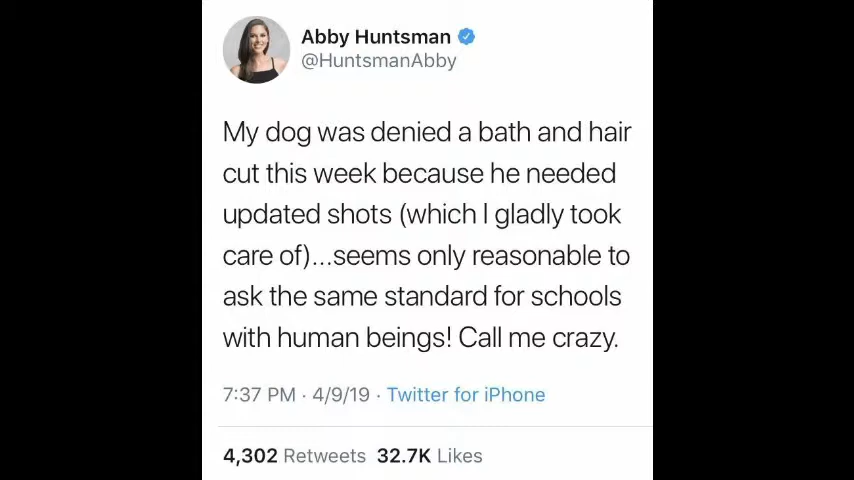 Abby Huntsman
@HuntsmanAbby
My dog was denied a bath and hair
cut this week because he needed
updated shots (which I gladly took
care of)...seems only reasonable to
ask the same standard for schools
with human beings! Call me crazy.
7:37 PM · 4/9/19 · Twitter for iPhone
4,302 Retweets 32.7K Likes